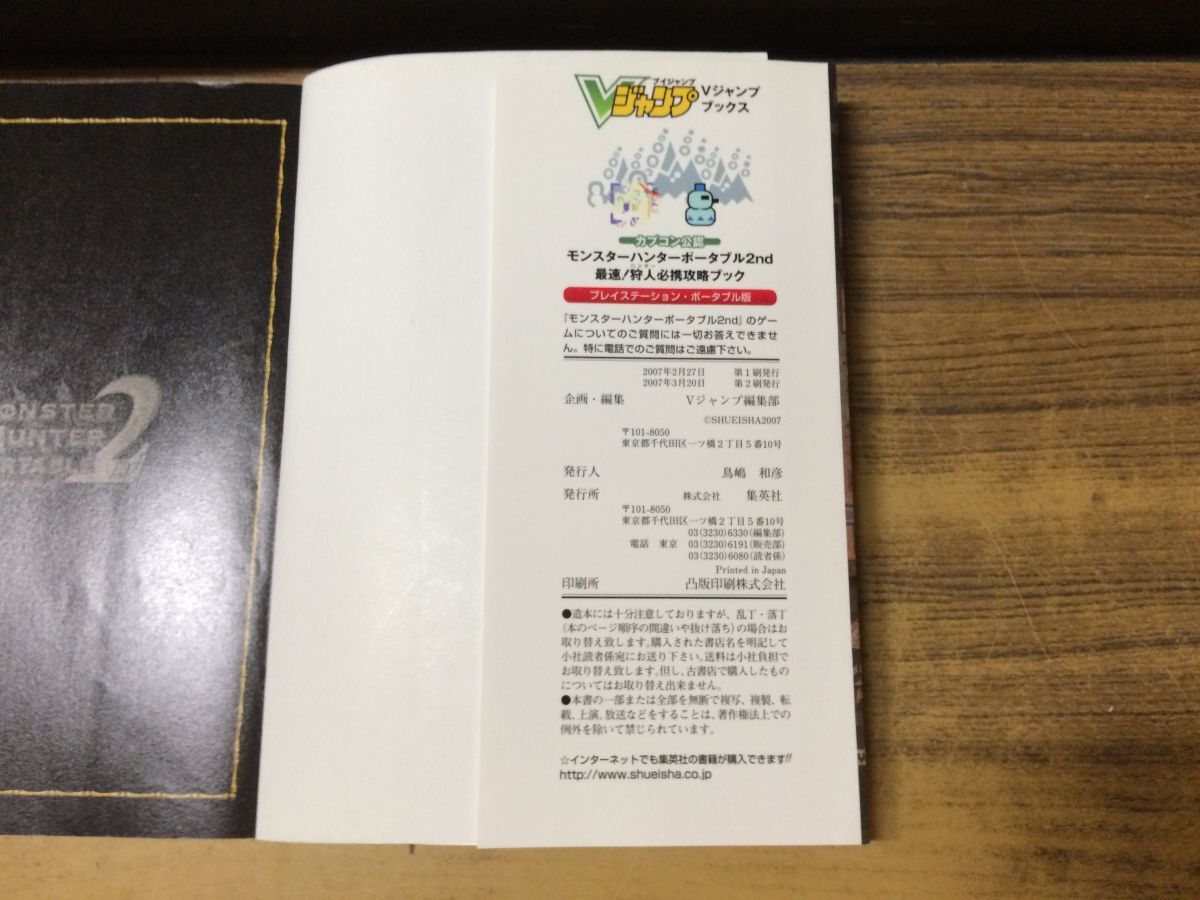 MONSTER
HUNTER
PORTABLE 2nd
ブイジャンプ
Vジャンプ
Vジャンプ
ブックス
カプコン公認
モンスターハンターポータブル2nd
ハンター
最速!狩人必携攻略ブック
プレイステーション・ポータブル版
『モンスターハンターポータブル2nd』のゲー
ムについてのご質問には一切お答えできませ
ん。特に電話でのご質問はご遠慮下さい。
2007年2月27日 第1刷発行
2007年3月20日 第2刷発行
企画・編集 Vジャンプ編集部
©SHUEISHA2007
〒101-8050
東京都千代田区一ツ橋2丁目5番10号
発行人 鳥嶋 和彦
発行所 株式会社 集英社
〒101-8050
東京都千代田区一ツ橋2丁目5番10号
03(3230)6330(編集部)
電話 東京 03(3230)6191(販売部)
03(3230)6080(読者係)
Printed in Japan
印刷所 凸版印刷株式会社
●造本には十分注意しておりますが、乱丁・落丁
(本のページ順序の間違いや抜け落ち)の場合はお
取り替え致します。購入された書店名を明記して
小社読者係宛にお送り下さい。送料は小社負担で
お取り替え致します。但し、古書店で購入したもの
についてはお取り替え出来ません。
●本書の一部または全部を無断で複写、複製、転
載、上演、放送などをすることは、著作権法上での
例外を除いて禁じられています。
☆インターネットでも集英社の書籍が購入できます!!
http://www.shueisha.co.jp